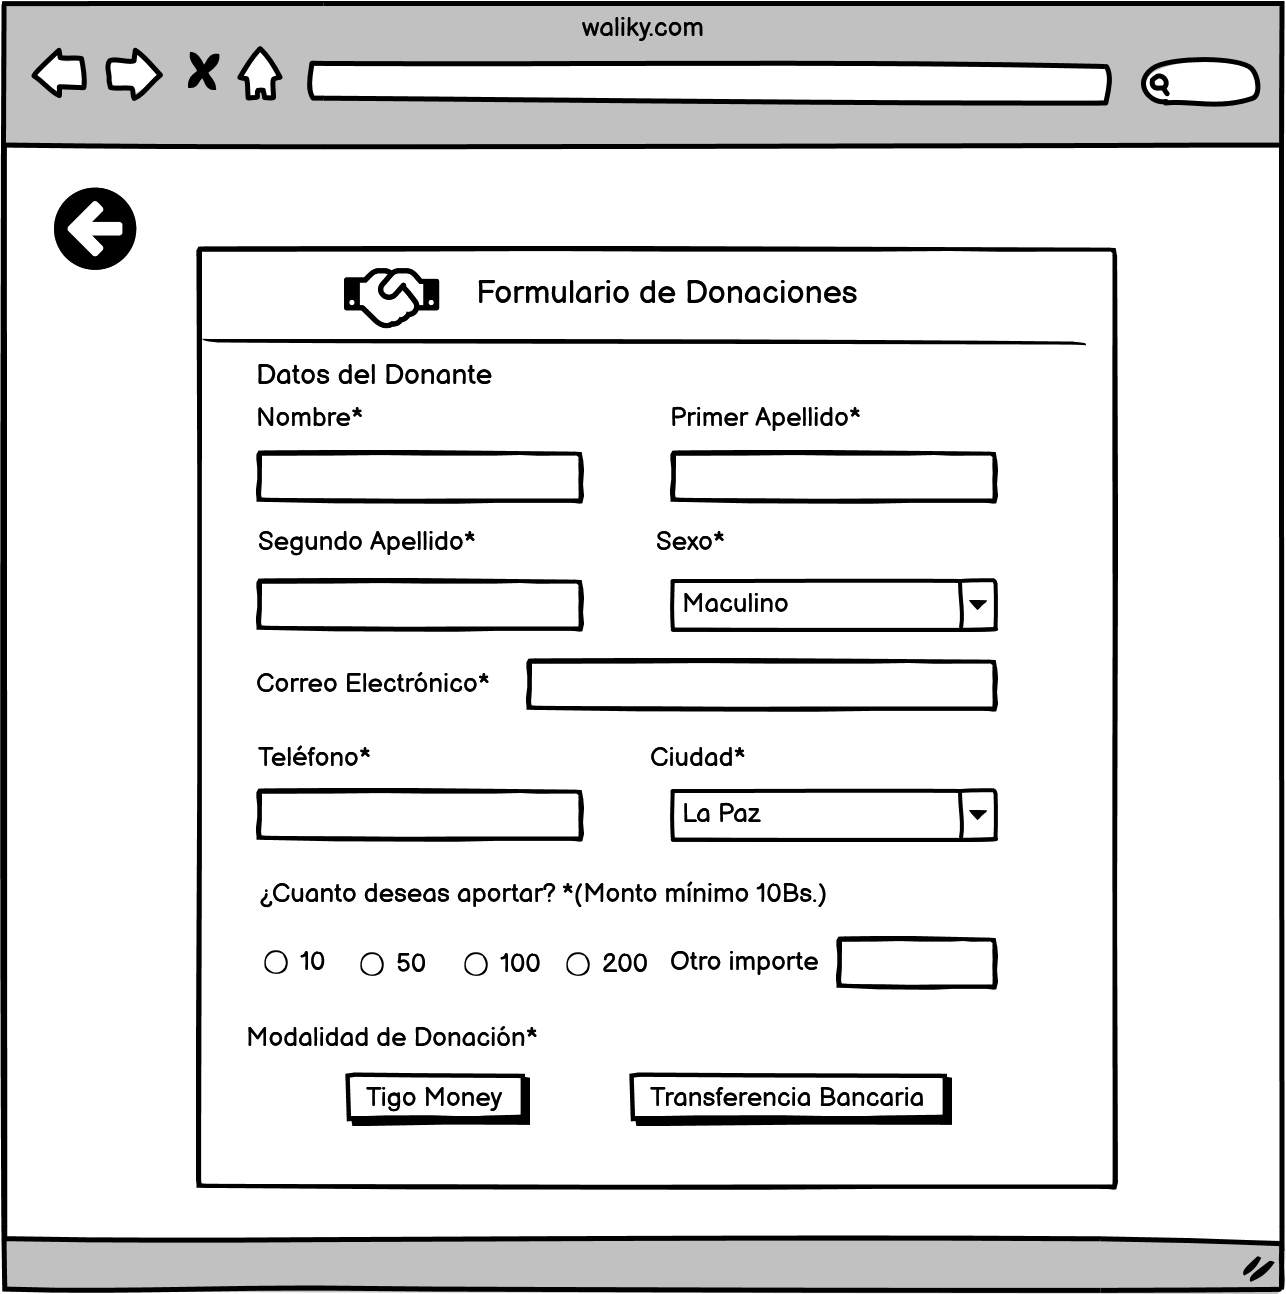 waliky.com
Formulario de Donaciones
Datos del Donante
Nombre* Primer Apellido*
Segundo Apellido* Sexo*
Maculino
Correo Electrónico*
Teléfono* Ciudad*
La Paz
¿Cuanto deseas aportar? *(Monto mínimo 10Bs.)
10 50 100 200 Otro importe
Modalidad de Donación*
Tigo Money Transferencia Bancaria